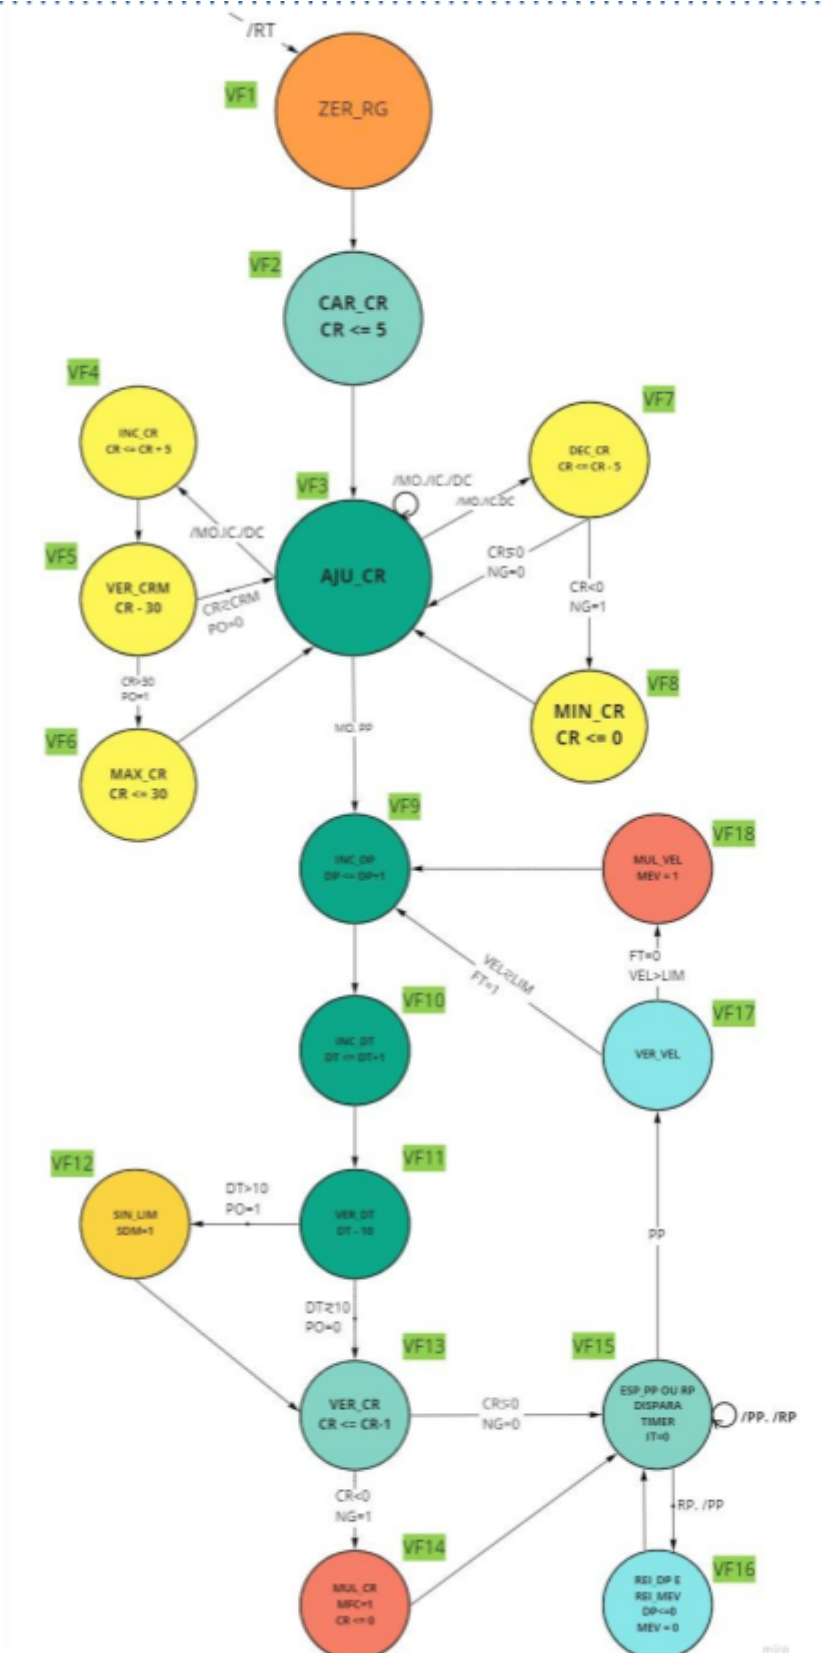 /RT
VF1
ZER_RG
VF2
CAR_CR
CR <= 5
VF4
INC_CR
CR <= CR + 5
VF7
DEC_CR
CR <= CR - 5
VF3
/MO./IC./DC
/MO./IC.DC
/MO.IC./DC
VF5
VER_CRM
CR - 30
AJU_CR
CR≥CRM
PO=0
CR≤0
NG=0
CR<0
NG=1
CR>30
PO=1
VF8
MIN_CR
CR <= 0
VF6
MAX_CR
CR <= 30
MO. PP
VF9
INC_DP
DP <= DP+1
VF18
MUL_VEL
MEV = 1
FT=0
VEL>LIM
VEL≥LIM
FT=1
VF10
INC_DT
DT <= DT+1
VF17
VER_VEL
VF11
VER_DT
DT - 10
VF12
SIN_LIM
SDM=1
DT>10
PO=1
PP
DT≥10
PO=0
VF13
VER_CR
CR <= CR-1
CR≤0
NG=0
VF15
ESP_PP OU RP
DISPARA
TIMER
IT=0
/PP. /RP
CR<0
NG=1
RP. /PP
VF14
MUL_CR
MFC=1
CR <= 0
VF16
REI_DP E
REI_MEV
DP<=0
MEV = 0
miro